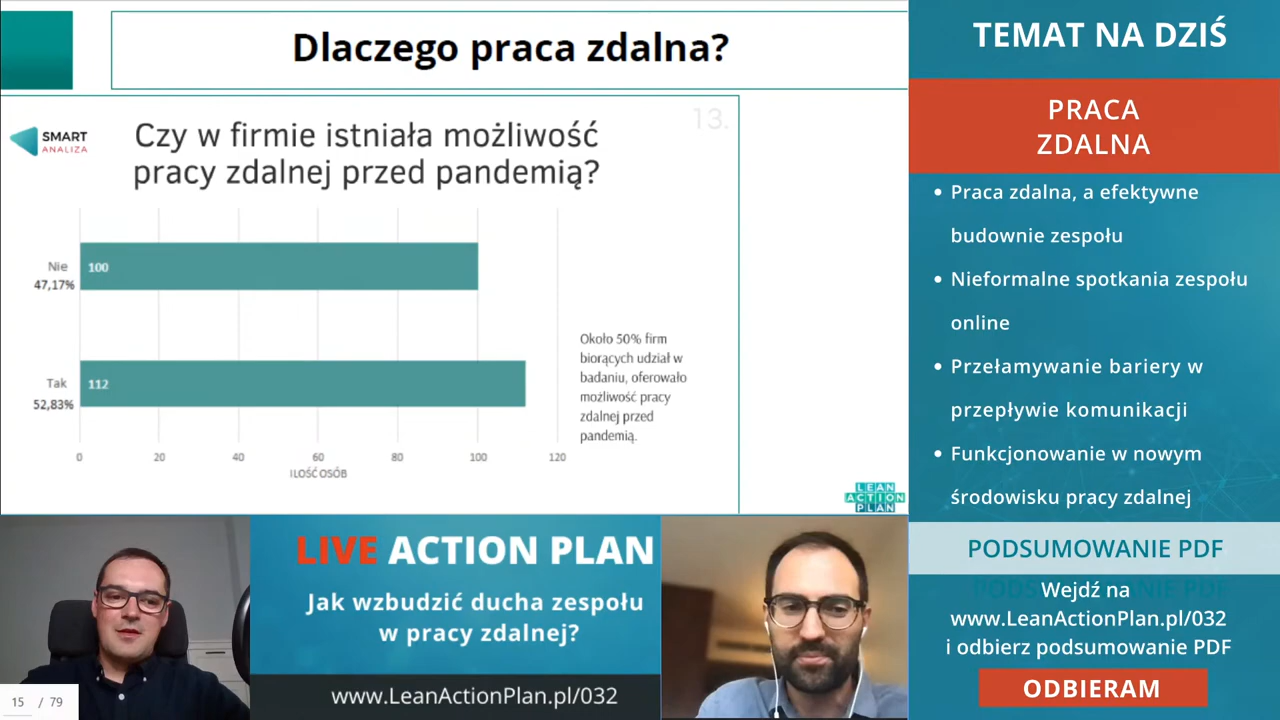 Dlaczego praca zdalna?
13.
SMART
ANALIZA
Czy w firmie istniała możliwość
pracy zdalnej przed pandemią?
Nie
47,17%
100
Tak
52,83%
112
0 20 40 60 80 100 120
ILOŚĆ OSÓB
Około 50% firm
biorących udział w
badaniu, oferowało
możliwość pracy
zdalnej przed
pandemią.
LEAN
ACTION
PLAN
TEMAT NA DZIŚ
PRACA
ZDALNA
• Praca zdalna, a efektywne
budownie zespołu
• Nieformalne spotkania zespołu
online
• Przełamywanie bariery w
przepływie komunikacji
• Funkcjonowanie w nowym
środowisku pracy zdalnej
PODSUMOWANIE PDF
PODSUMOWANIE PDF
Wejdź na
www.LeanActionPlan.pl/032
i odbierz podsumowanie PDF
ODBIERAM
LIVE ACTION PLAN
Jak wzbudzić ducha zespołu
w pracy zdalnej?
www.LeanActionPlan.pl/032
15 / 79